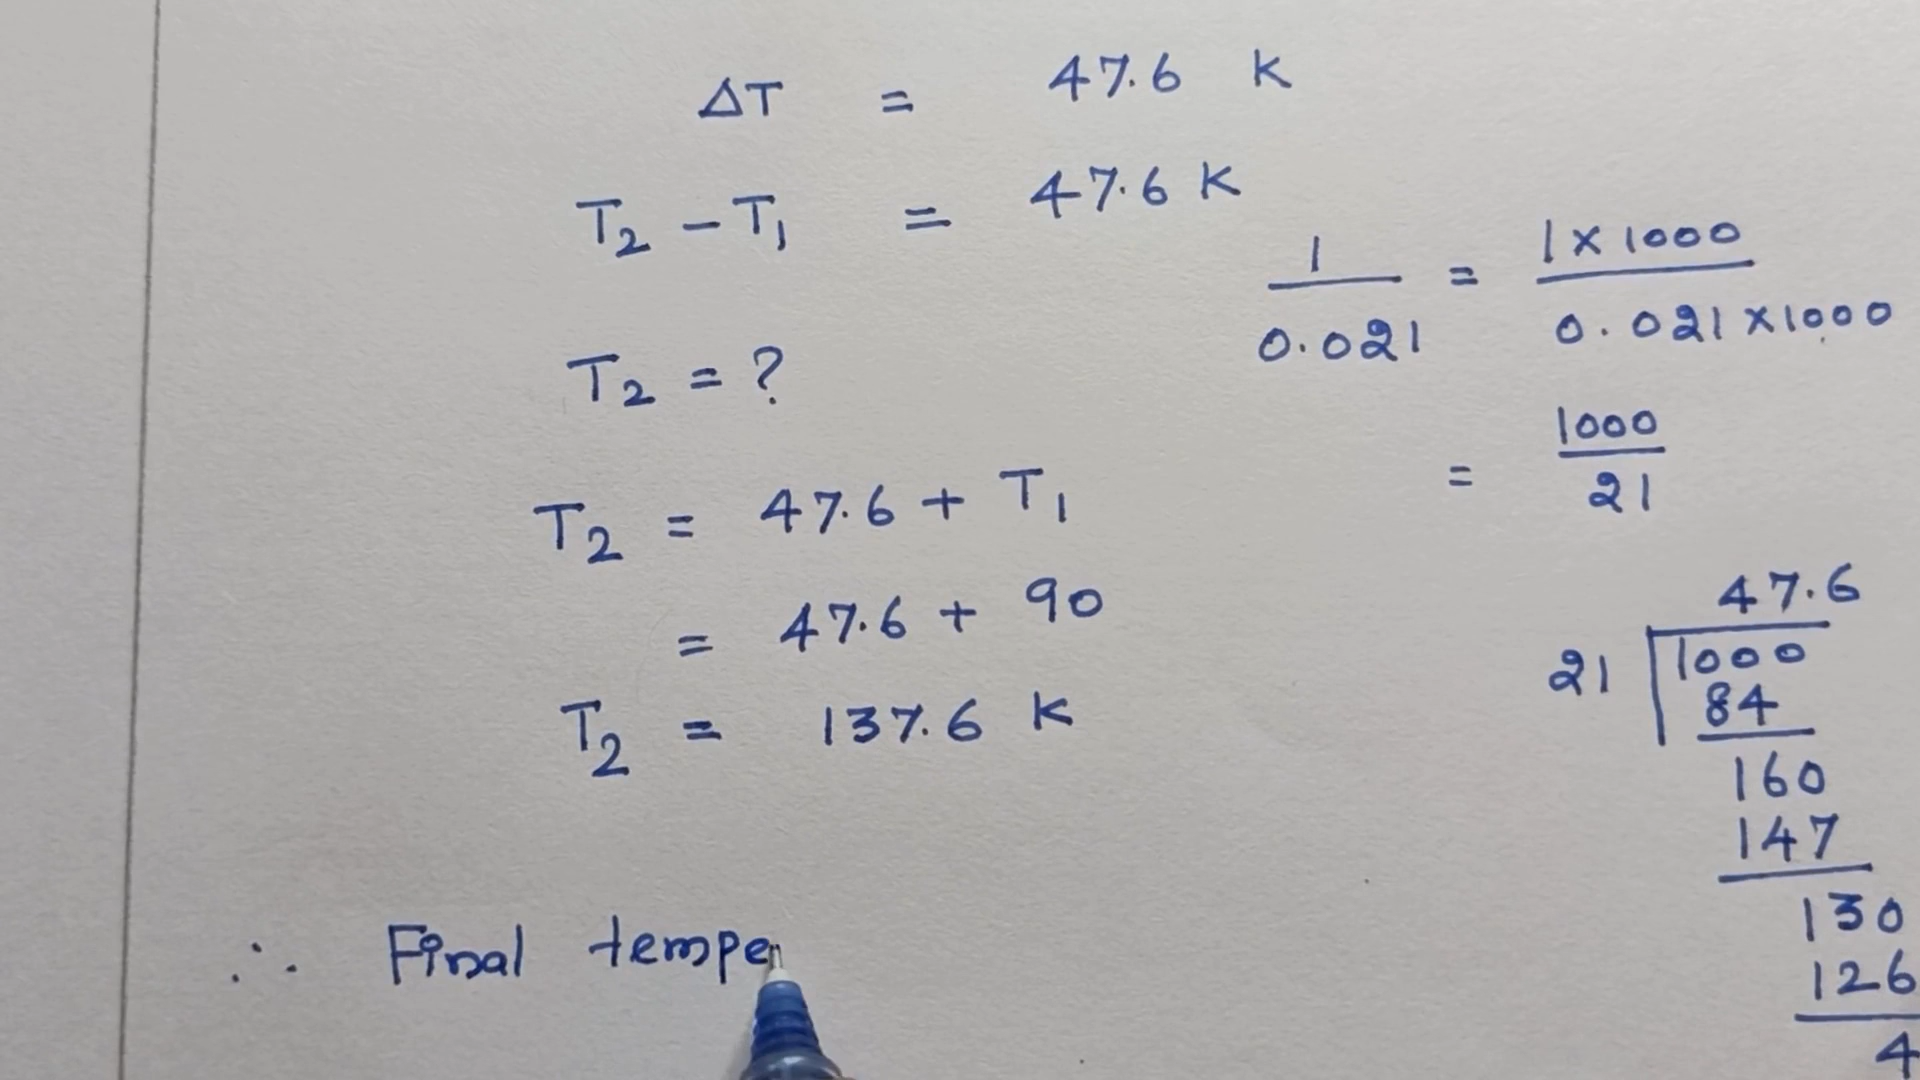 ΔT = 47.6 K
T₂ - T₁ = 47.6 K
T₂ = ?
T₂ = 47.6 + T₁
= 47.6 + 90
T₂ = 137.6 K
∴ Final tempe
1/0.021 = 1 × 1000/0.021 × 1000
= 1000/21
47.6
21 1000
84
160
147
130
126
4